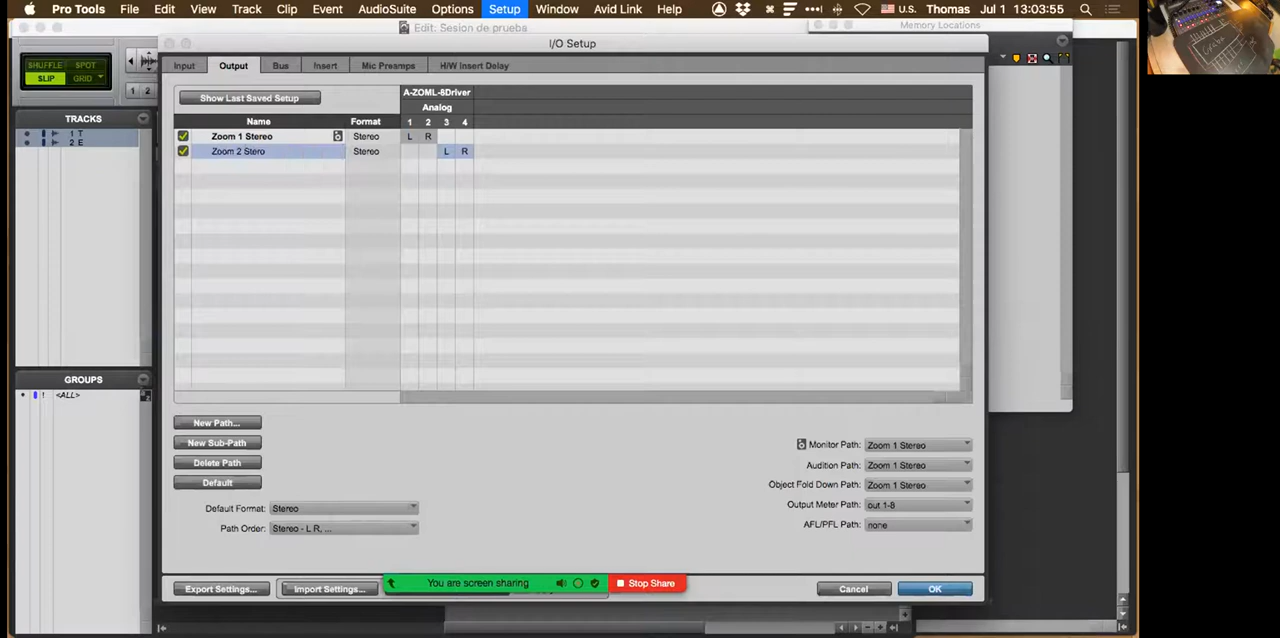 Pro Tools File Edit View Track Clip Event AudioSuite Options Setup Window Avid Link Help U.S. Thomas Jul 1 13:03:55
Edit: Sesion de prueba
Memory Locations
I/O Setup
SHUFFLE SPOT
SLIP GRID
1 2
Input Output Bus Insert Mic Preamps H/W Insert Delay
Show Last Saved Setup
A-ZOML-8Driver
Analog
Name Format 1 2 3 4
Zoom 1 Stereo Stereo L R
Zoom 2 Stero Stereo L R
TRACKS
1 T
2 E
GROUPS
! <ALL>
New Path...
New Sub-Path
Delete Path
Default
Default Format: Stereo
Path Order: Stereo - L R, ...
Monitor Path: Zoom 1 Stereo
Audition Path: Zoom 1 Stereo
Object Fold Down Path: Zoom 1 Stereo
Output Meter Path: out 1-8
AFL/PFL Path: none
Export Settings... Import Settings... You are screen sharing Stop Share Cancel OK